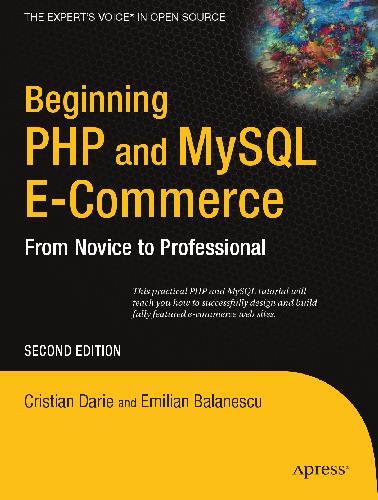 THE EXPERT'S VOICE® IN OPEN SOURCE
Beginning
PHP and MySQL
E-Commerce
From Novice to Professional
This practical PHP and MySQL tutorial will
teach you how to successfully design and build
fully featured e-commerce web sites.
SECOND EDITION
Cristian Darie and Emilian Balanescu
Apress®